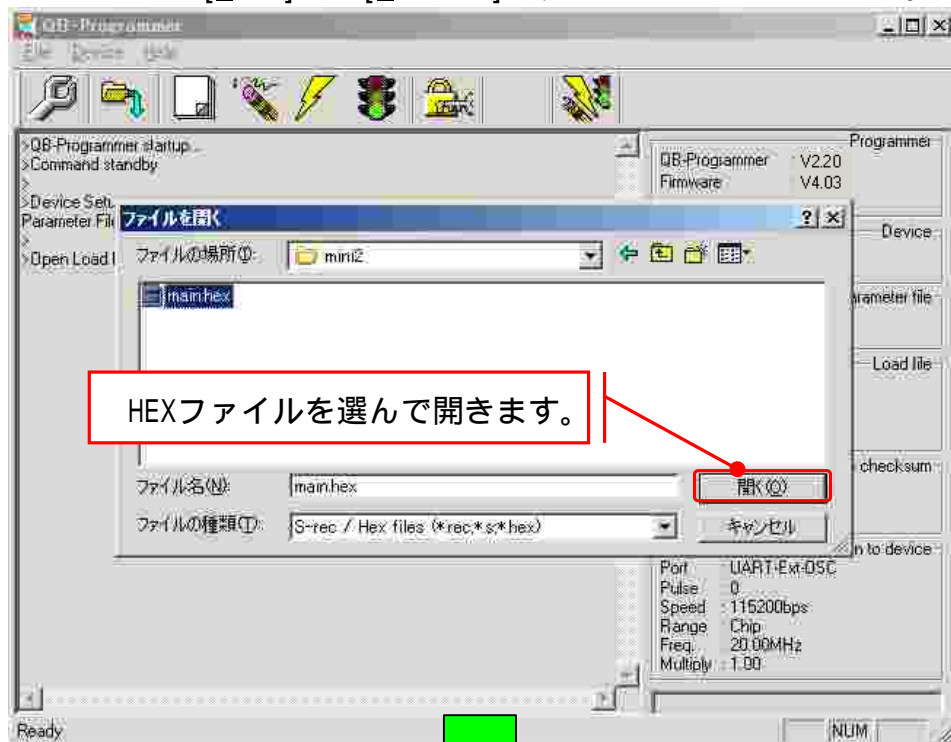 QB-Programmer
File Device Help
>QB-Programmer startup...
>Command standby
>
>Device Setu
Parameter File
>
>Open Load
Programmer
QB-Programmer : V2.20
Firmware : V4.03
Device
Parameter file
Load file
checksum
n to device
ファイルを開く
ファイルの場所(I):
mini2
main.hex
HEXファイルを選んで開きます。
ファイル名(N):
main.hex
開く(O)
ファイルの種類(T):
S-rec / Hex files (*.rec;*.s;*.hex)
キャンセル
Port : UART-Ext-OSC
Pulse : 0
Speed : 115200bps
Range : Chip
Freq. : 20.00MHz
Multiply : 1.00
Ready
NUM